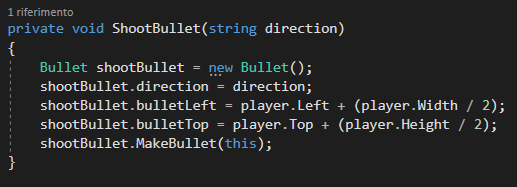 1 riferimento
private void ShootBullet(string direction)
{
Bullet shootBullet = new Bullet();
shootBullet.direction = direction;
shootBullet.bulletLeft = player.Left + (player.Width / 2);
shootBullet.bulletTop = player.Top + (player.Height / 2);
shootBullet.MakeBullet(this);
}